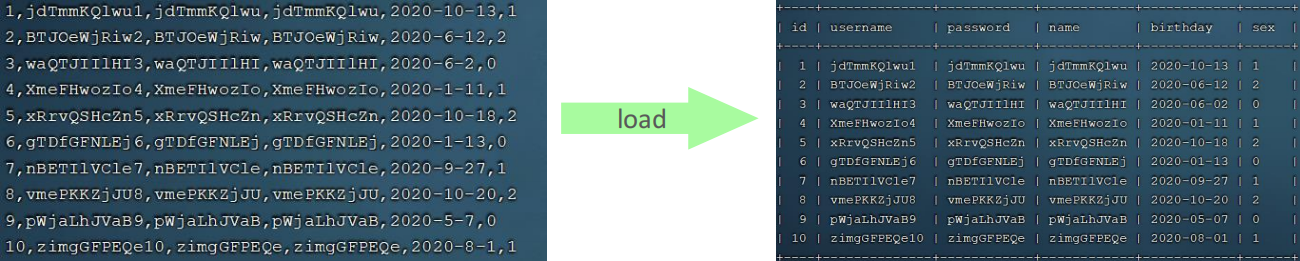 1,jdTmmKQlwu1,jdTmmKQlwu,jdTmmKQlwu,2020-10-13,1
2,BTJOeWjRiw2,BTJOeWjRiw,BTJOeWjRiw,2020-6-12,2
3,waQTJIIlHI3,waQTJIIlHI,waQTJIIlHI,2020-6-2,0
4,XmeFHwozIo4,XmeFHwozIo,XmeFHwozIo,2020-1-11,1
5,xRrvQSHcZn5,xRrvQSHcZn,xRrvQSHcZn,2020-10-18,2
6,gTDfGFNLEj6,gTDfGFNLEj,gTDfGFNLEj,2020-1-13,0
7,nBETIlVCle7,nBETIlVCle,nBETIlVCle,2020-9-27,1
8,vmePKKZjJU8,vmePKKZjJU,vmePKKZjJU,2020-10-20,2
9,pWjaLhJVaB9,pWjaLhJVaB,pWjaLhJVaB,2020-5-7,0
10,zimgGFPEQe10,zimgGFPEQe,zimgGFPEQe,2020-8-1,1
load
+----+--------------+------------+------------+------------+------+
| id | username | password | name | birthday | sex |
+----+--------------+------------+------------+------------+------+
| 1 | jdTmmKQlwu1 | jdTmmKQlwu | jdTmmKQlwu | 2020-10-13 | 1
| 2 | BTJOeWjRiw2 | BTJOeWjRiw | BTJOeWjRiw | 2020-06-12 | 2
| 3 | waQTJIIlHI3 | waQTJIIlHI | waQTJIIlHI | 2020-06-02 | 0
| 4 | XmeFHwozIo4 | XmeFHwozIo | XmeFHwozIo | 2020-01-11 | 1
| 5 | xRrvQSHcZn5 | xRrvQSHcZn | xRrvQSHcZn | 2020-10-18 | 2
| 6 | gTDfGFNLEj6 | gTDfGFNLEj | gTDfGFNLEj | 2020-01-13 | 0
| 7 | nBETIlVCle7 | nBETIlVCle | nBETIlVCle | 2020-09-27 | 1
| 8 | vmePKKZjJU8 | vmePKKZjJU | vmePKKZjJU | 2020-10-20 | 2
| 9 | pWjaLhJVaB9 | pWjaLhJVaB | pWjaLhJVaB | 2020-05-07 | 0
| 10 | zimgGFPEQe10 | zimgGFPEQe | zimgGFPEQe | 2020-08-01 | 1
+----+--------------+------------+------------+------------+------+